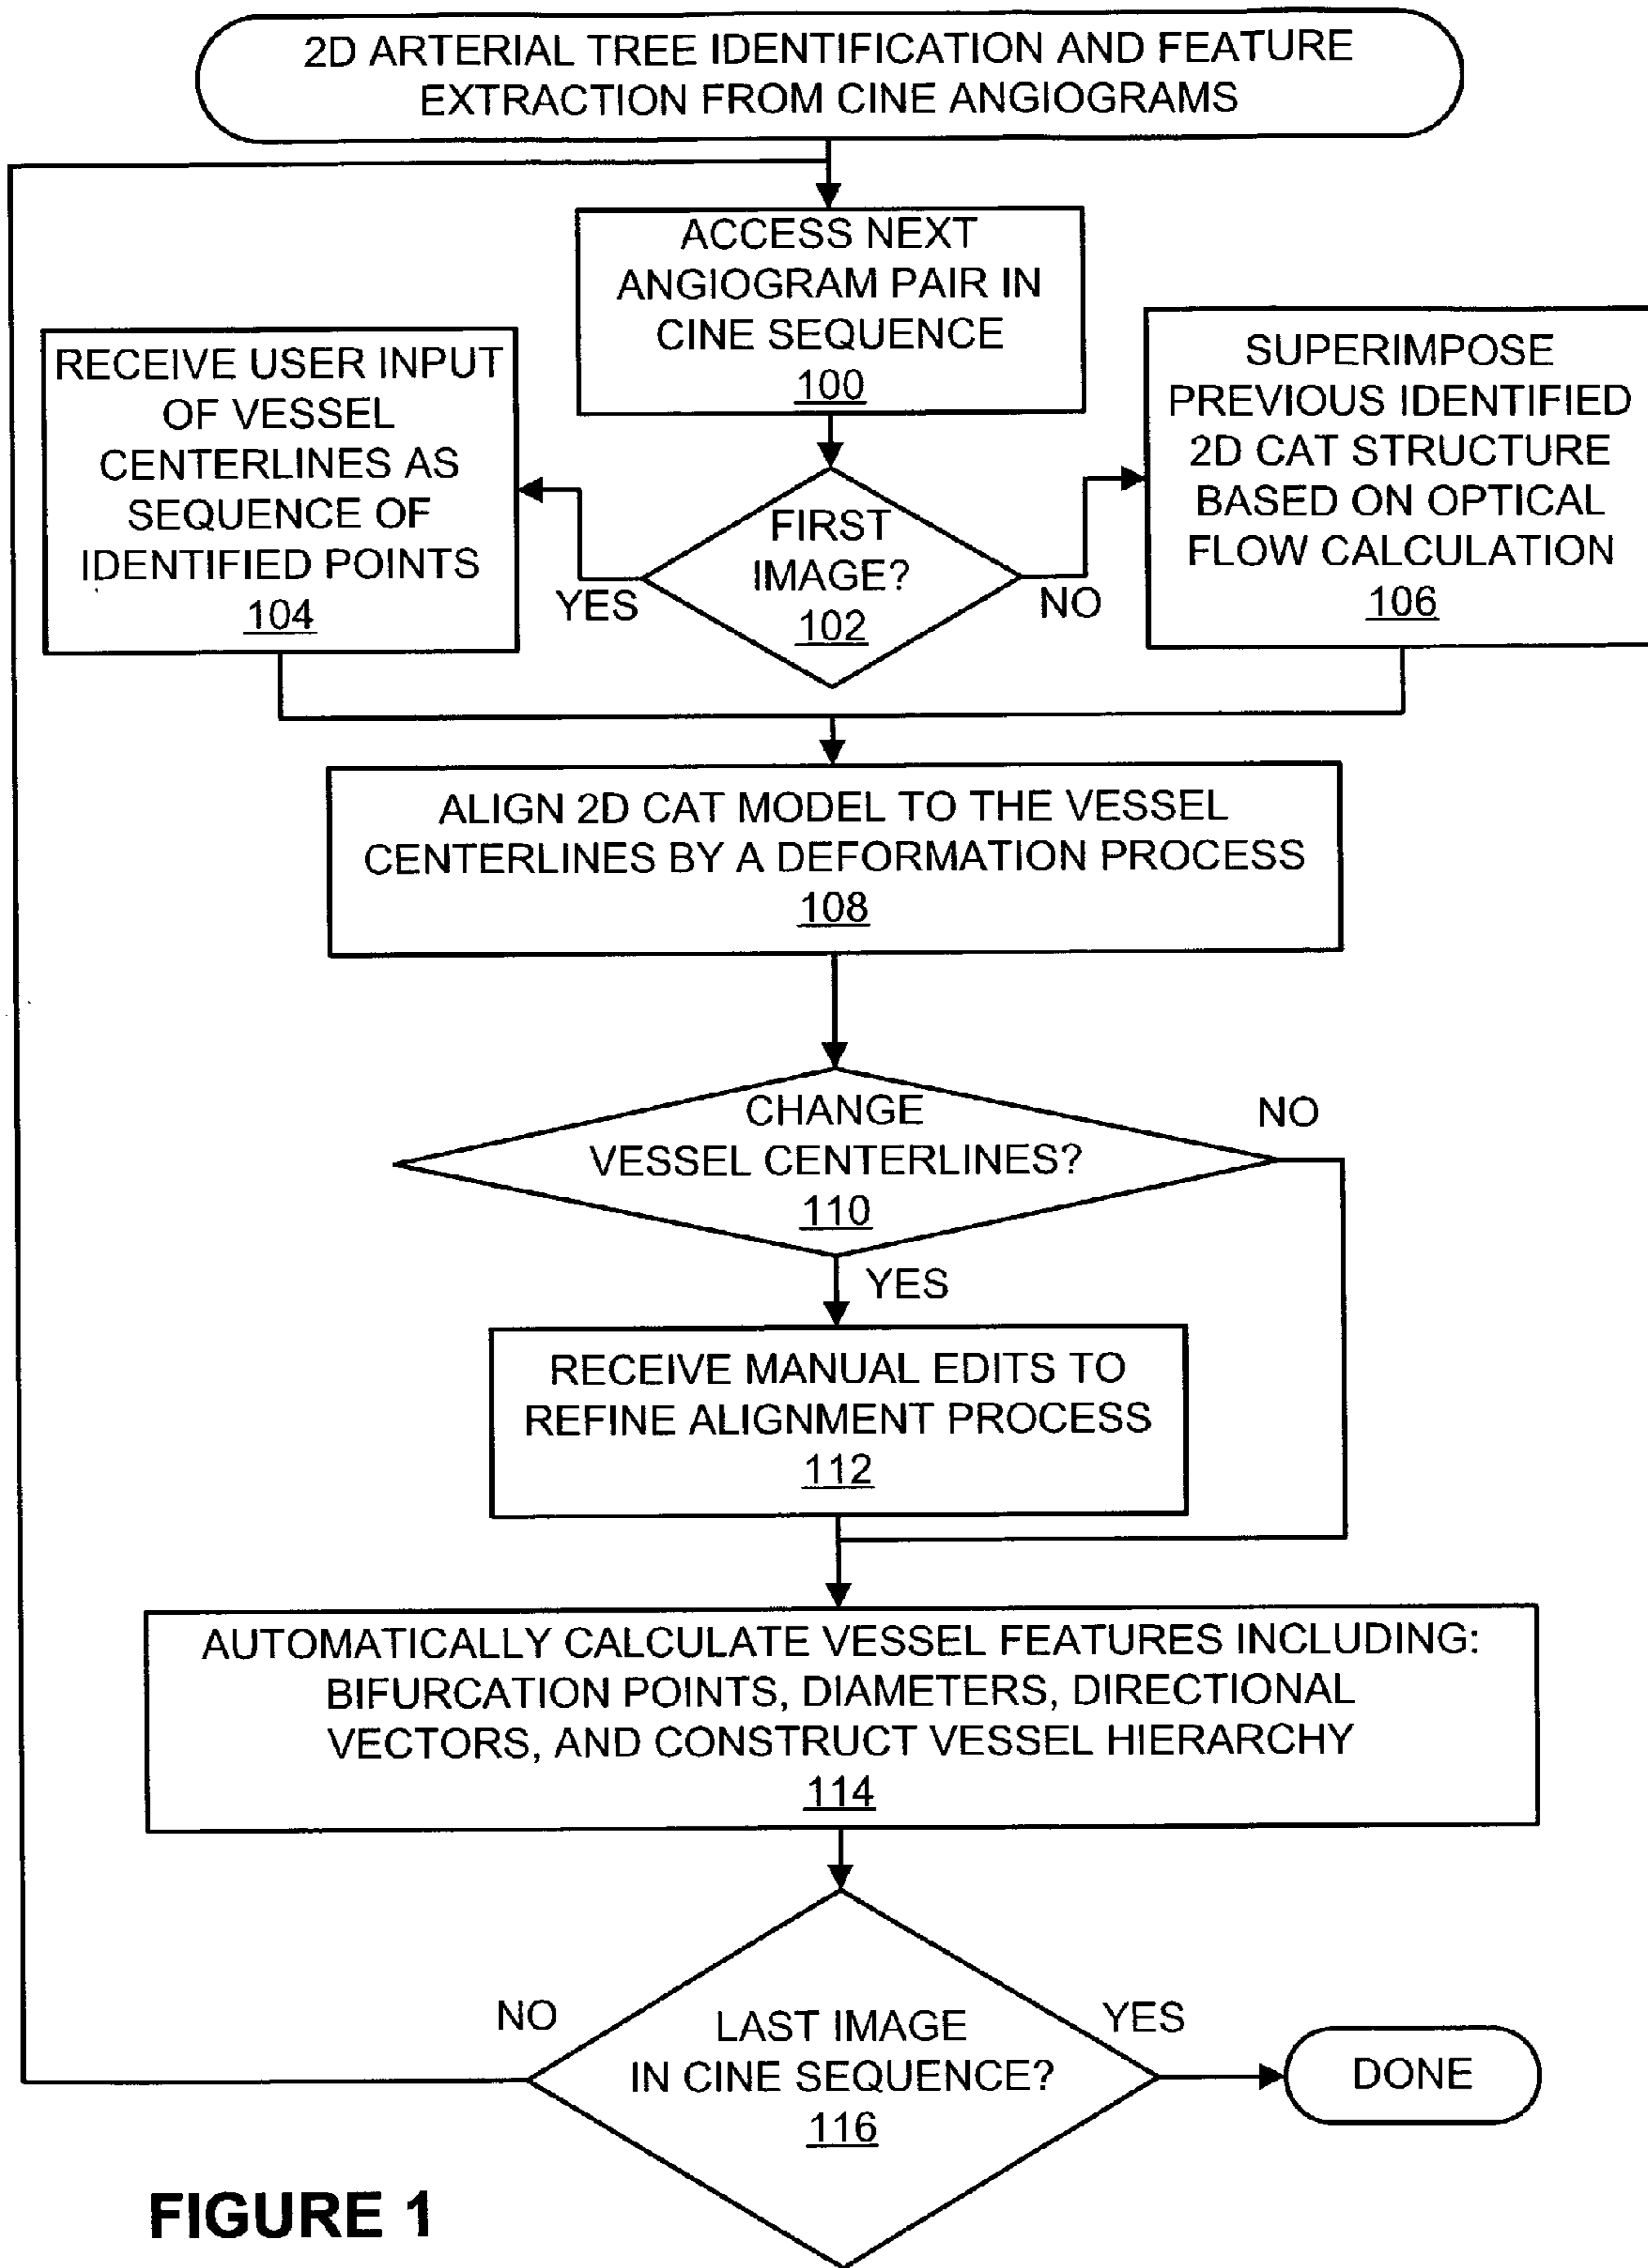 2D ARTERIAL TREE IDENTIFICATION AND FEATURE
EXTRACTION FROM CINE ANGIOGRAMS
ACCESS NEXT
ANGIOGRAM PAIR IN
CINE SEQUENCE
100
RECEIVE USER INPUT
OF VESSEL
CENTERLINES AS
SEQUENCE OF
IDENTIFIED POINTS
104
FIRST
IMAGE?
102
YES
NO
SUPERIMPOSE
PREVIOUS IDENTIFIED
2D CAT STRUCTURE
BASED ON OPTICAL
FLOW CALCULATION
106
ALIGN 2D CAT MODEL TO THE VESSEL
CENTERLINES BY A DEFORMATION PROCESS
108
CHANGE
VESSEL CENTERLINES?
110
NO
YES
RECEIVE MANUAL EDITS TO
REFINE ALIGNMENT PROCESS
112
AUTOMATICALLY CALCULATE VESSEL FEATURES INCLUDING:
BIFURCATION POINTS, DIAMETERS, DIRECTIONAL
VECTORS, AND CONSTRUCT VESSEL HIERARCHY
114
NO
LAST IMAGE
IN CINE SEQUENCE?
116
YES
DONE
FIGURE 1